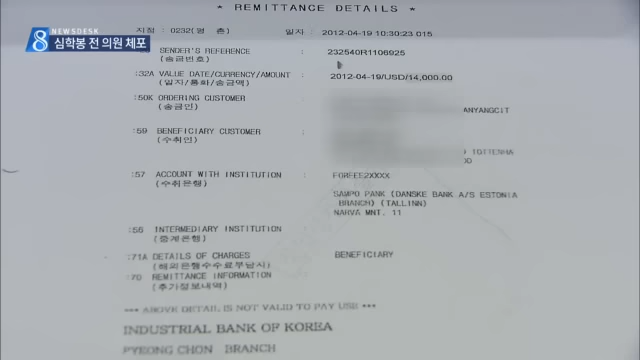 * REMITTANCE DETAILS *
8 NEWSDESK
심학봉 전 의원 체포
지점 : 0232(평 촌) 일자 : 2012-04-19 10:30:23.015
SENDER'S REFERENCE : 232540R1106925
(송금번호)
:32A VALUE DATE/CURRENCY/AMOUNT : 2012-04-19/USD/14,000.00
(일자/통화/송금액)
:50K ORDERING CUSTOMER :
(송금인) ANYANGCIT
:59 BENEFICIARY CUSTOMER :
(수취인)
:57 ACCOUNT WITH INSTITUTION : FOREEE2XXXX
(수취은행)
SAMPO PANK (DANSKE BANK A/S ESTONIA
BRANCH) (TALLINN)
NARVA MNT. 11
:56 INTERMEDIARY INSTITUTION :
(중계은행)
:71A DETAILS OF CHARGES : BENEFICIARY
(해외은행수수료부담시)
:70 REMITTANCE INFORMATION :
(추가정보내역)
*** ABOVE DETAIL IS NOT VALID TO PAY USE ***
INDUSTRIAL BANK OF KOREA
PYEONG CHON BRANCH